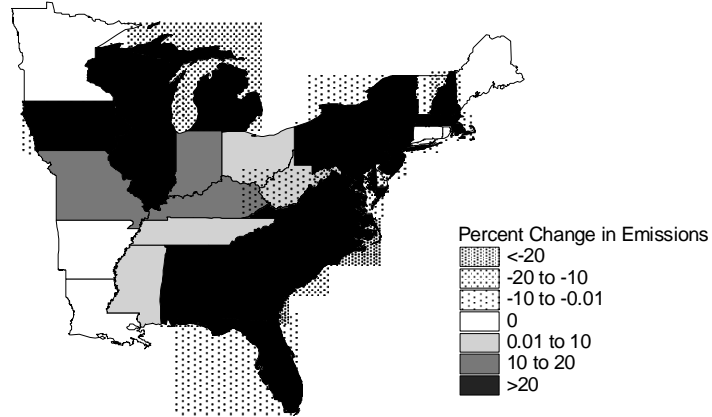 Percent Change in Emissions
<-20
-20 to -10
-10 to -0.01
0
0.01 to 10
10 to 20
>20